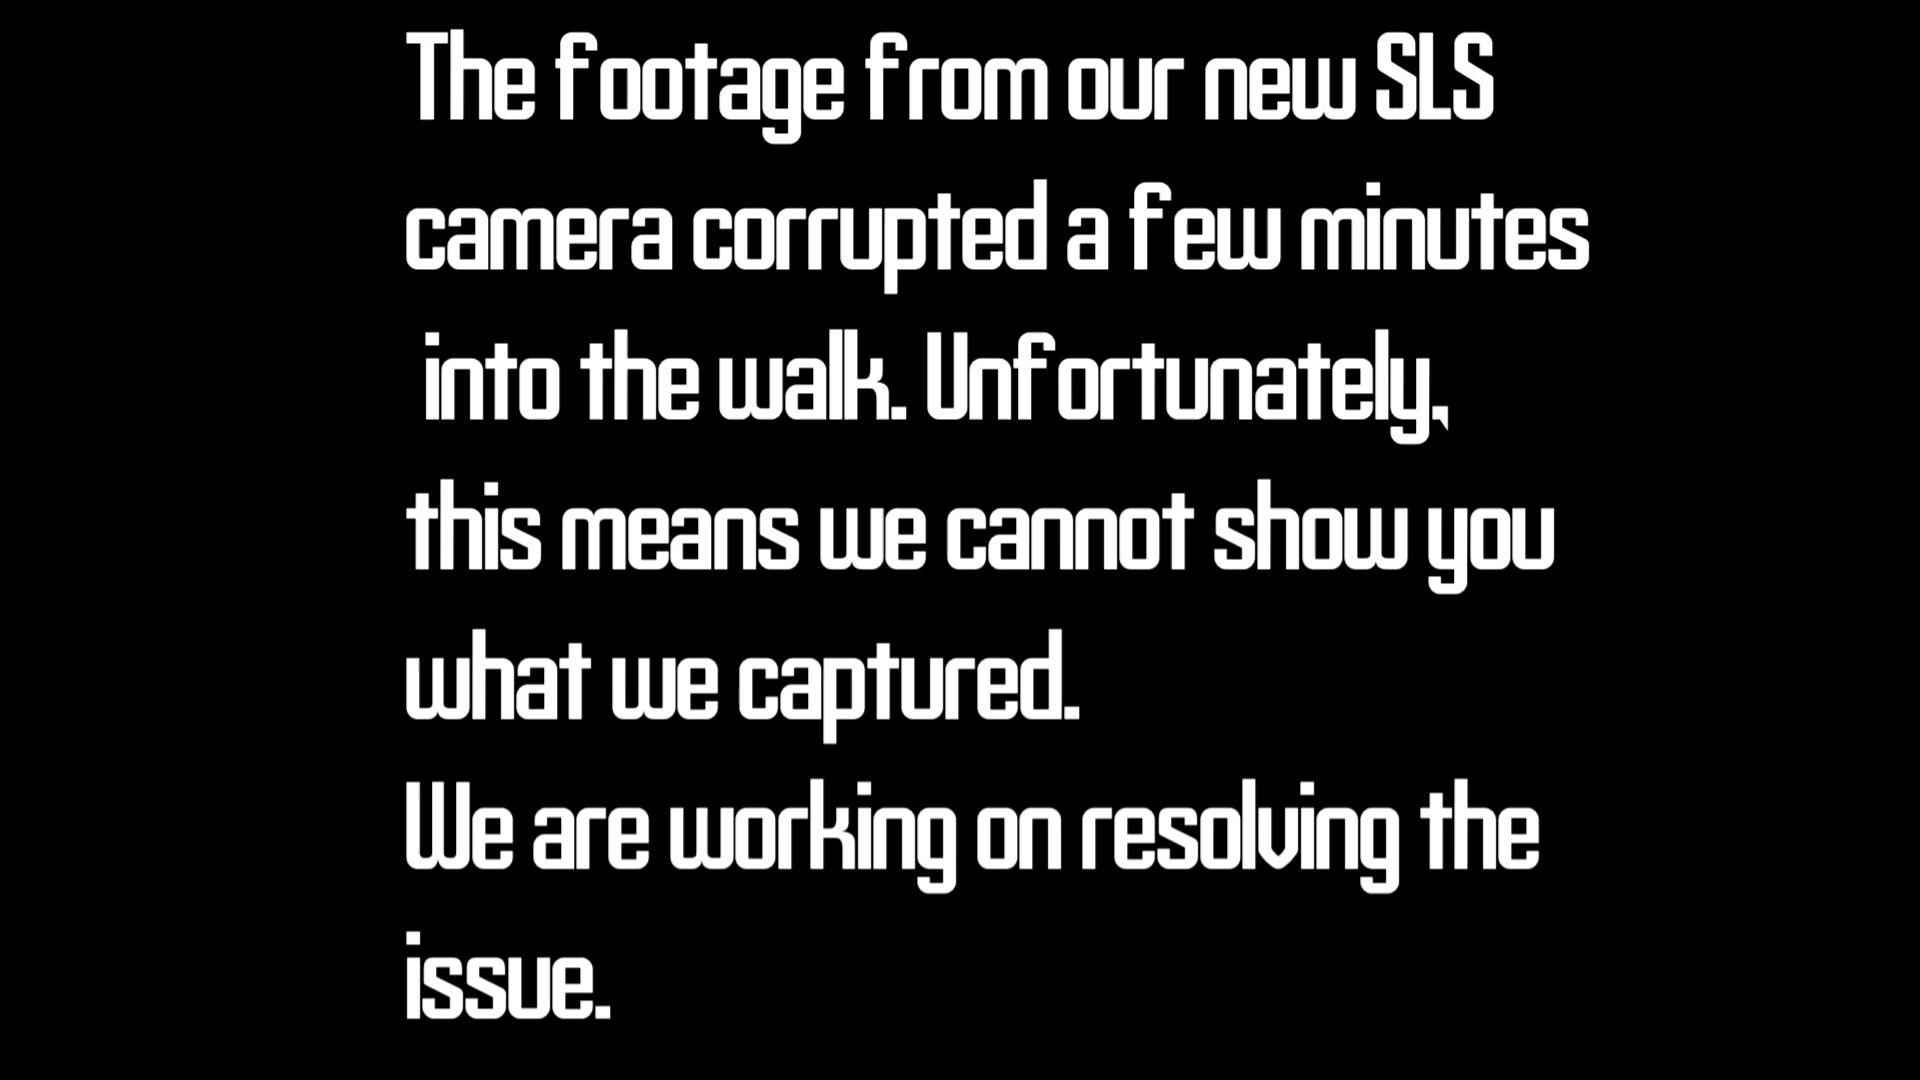 The footage from our new SLS
camera corrupted a few minutes
into the walk. Unfortunately,
this means we cannot show you
what we captured.
We are working on resolving the
issue.